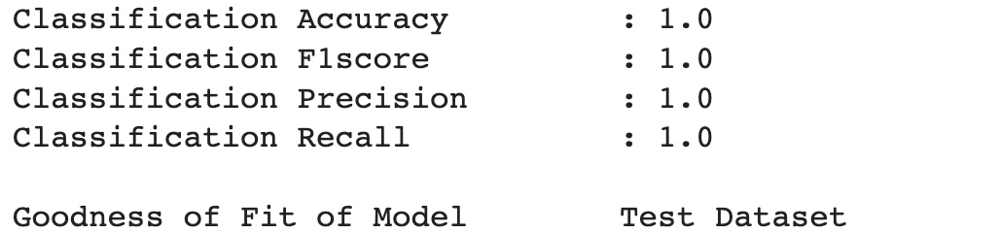 Classification Accuracy : 1.0
Classification F1score : 1.0
Classification Precision : 1.0
Classification Recall : 1.0
Goodness of Fit of Model Test Dataset